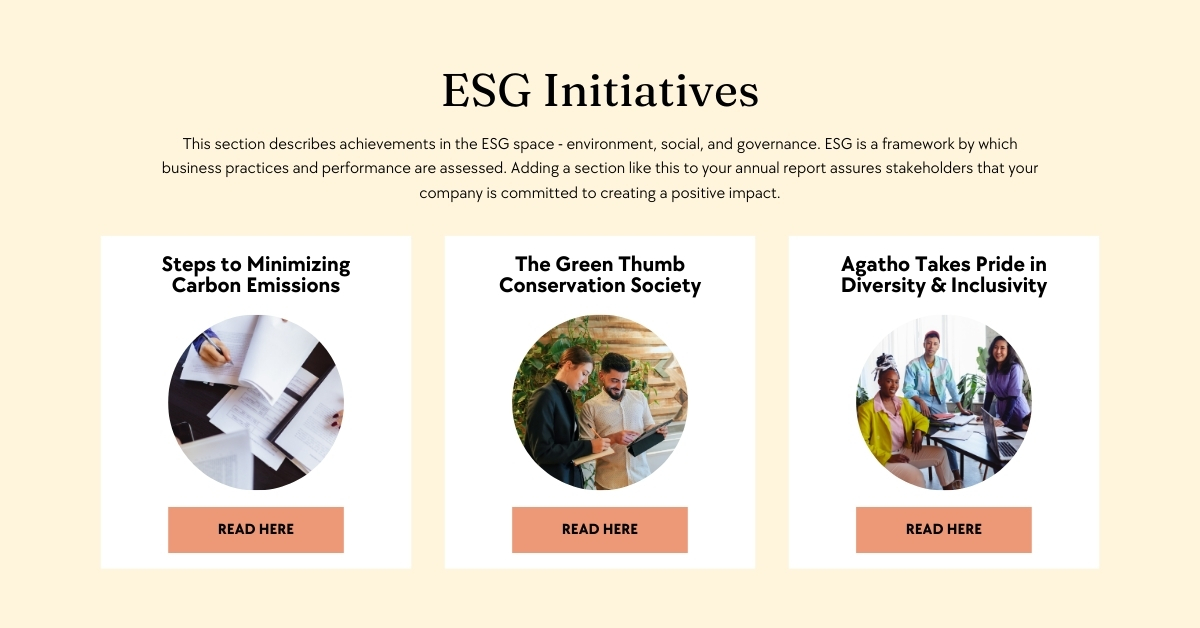 ESG Initiatives
This section describes achievements in the ESG space - environment, social, and governance. ESG is a framework by which
business practices and performance are assessed. Adding a section like this to your annual report assures stakeholders that your
company is committed to creating a positive impact.
Steps to Minimizing
Carbon Emissions
READ HERE
The Green Thumb
Conservation Society
READ HERE
Agatho Takes Pride in
Diversity & Inclusivity
READ HERE